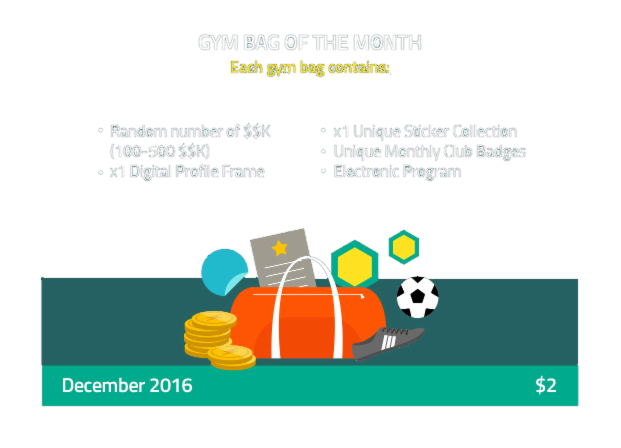 GYM BAG OF THE MONTH
Each gym bag contains:
• Random number of $$K
(100-500 $$K)
• x1 Digital Profile Frame
• x1 Unique Sticker Collection
• Unique Monthly Club Badges
• Electronic Program
December 2016
$2